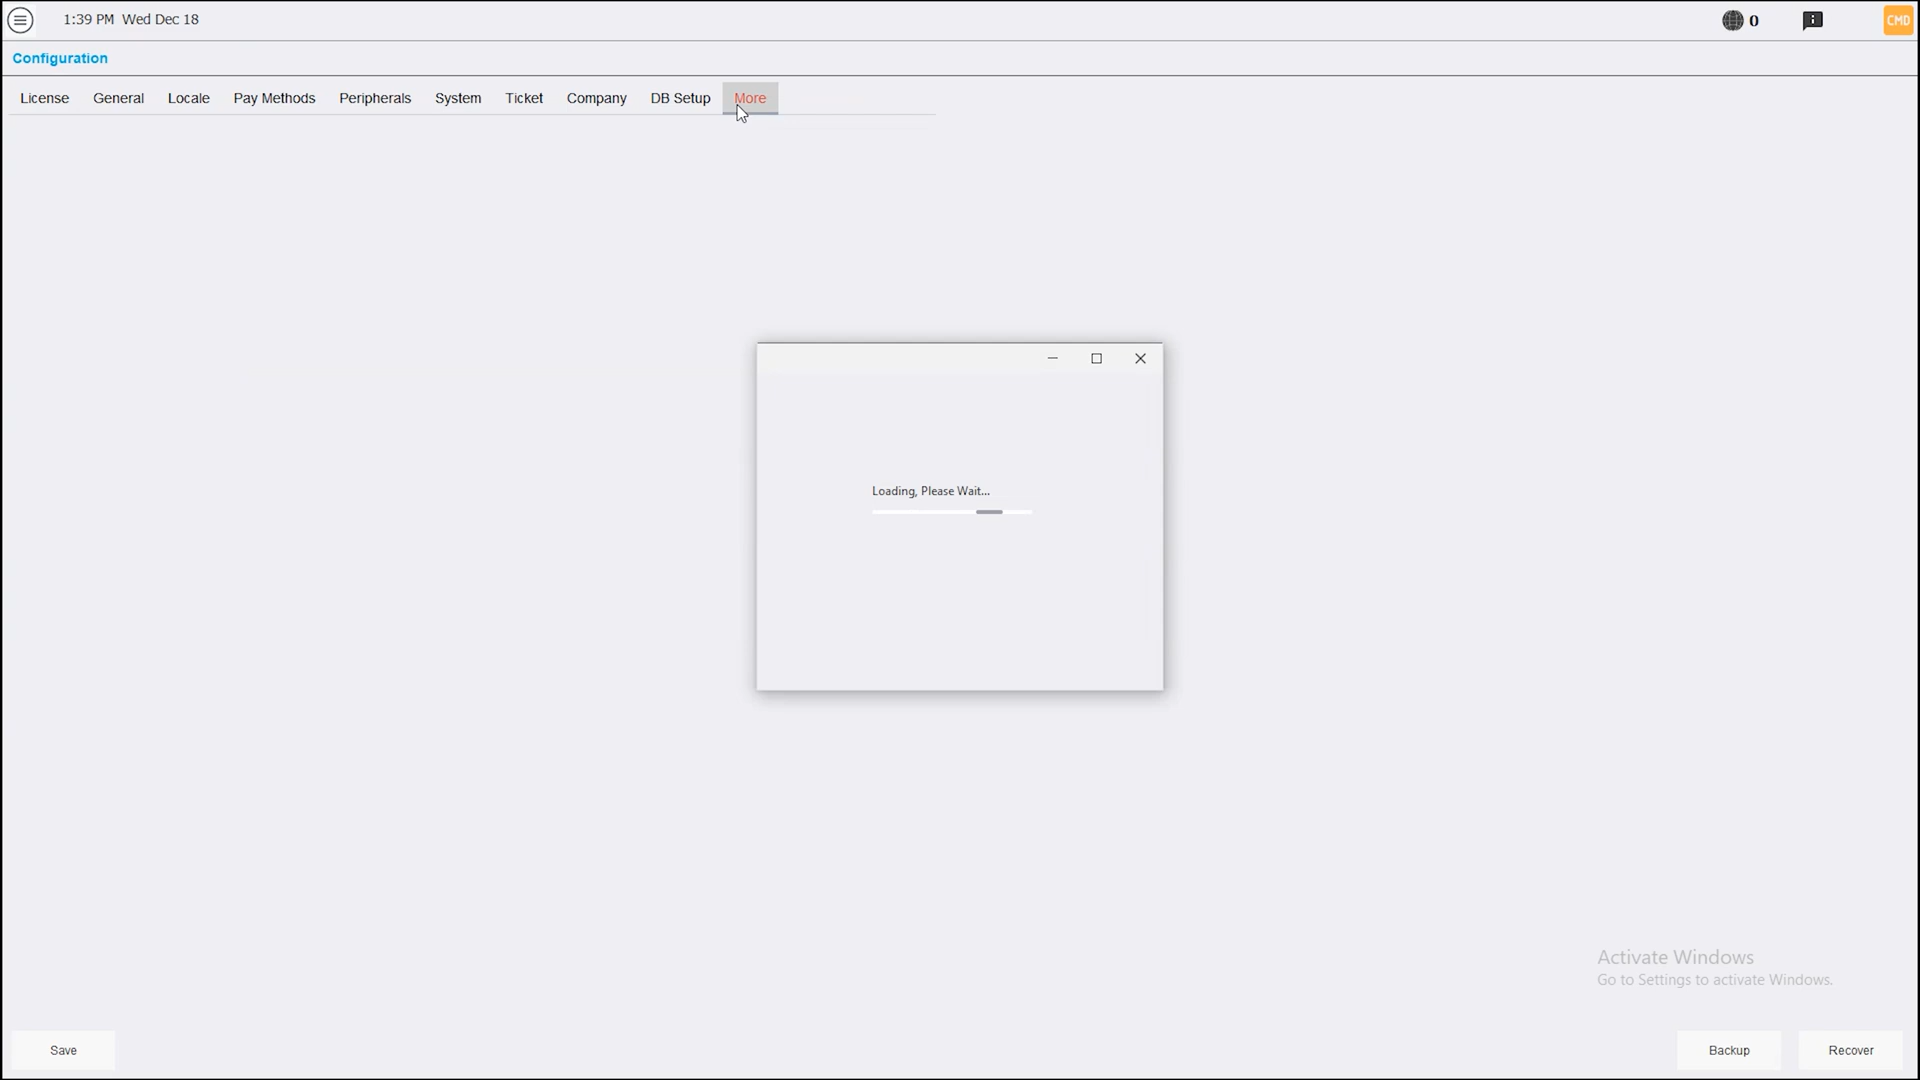 1:39 PM Wed Dec 18
0
CMD
Configuration
License General Locale Pay Methods Peripherals System Ticket Company DB Setup More
Loading, Please Wait...
Activate Windows
Go to Settings to activate Windows.
Save Backup Recover